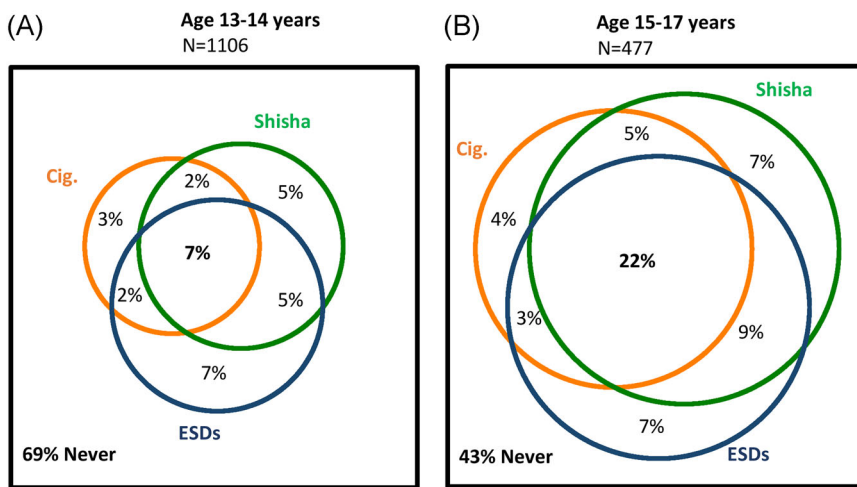 (A)
Age 13-14 years
N=1106
Shisha
Cig.
2%
5%
3%
7%
2%
5%
7%
ESDs
69% Never
(B)
Age 15-17 years
N=477
Shisha
Cig.
5%
7%
4%
22%
3%
9%
7%
ESDs
43% Never